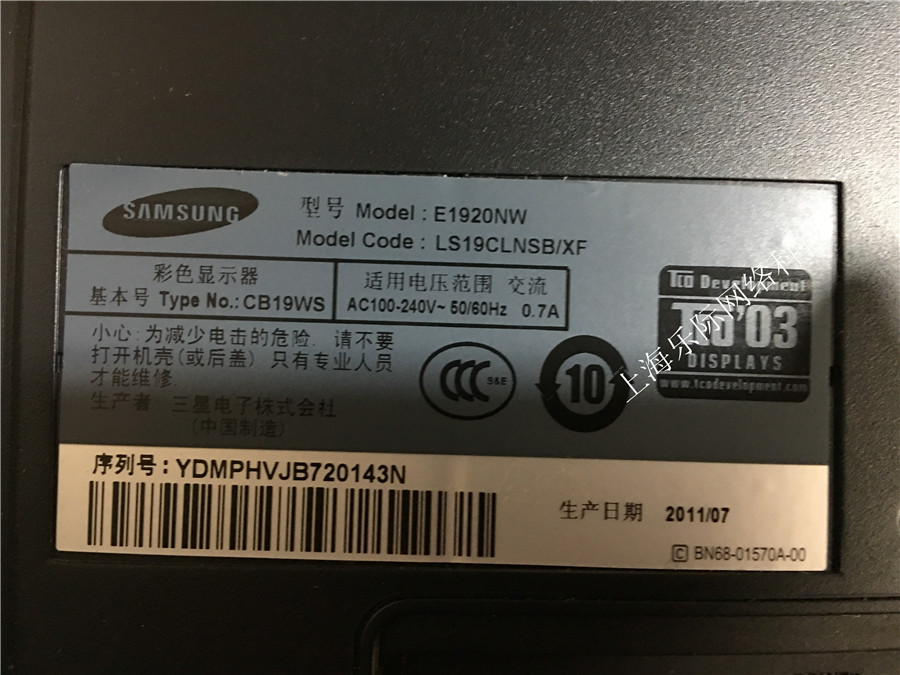 SAMSUNG
型号 Model : E1920NW
Model Code : LS19CLNSB/XF
彩色显示器
基本号 Type No.: CB19WS
适用电压范围 交流
AC100-240V~ 50/60Hz 0.7A
小心: 为减少电击的危险. 请不要
打开机壳(或后盖) 只有专业人员
才能维修.
生产者 三星电子株式会社
(中国制造)
CCC S&E
10
TCO Development
TCO'03
DISPLAYS
www.tcodevelopment.com
上海乐际网络科
序列号: YDMPHVJB720143N
生产日期 2011/07
C BN68-01570A-00